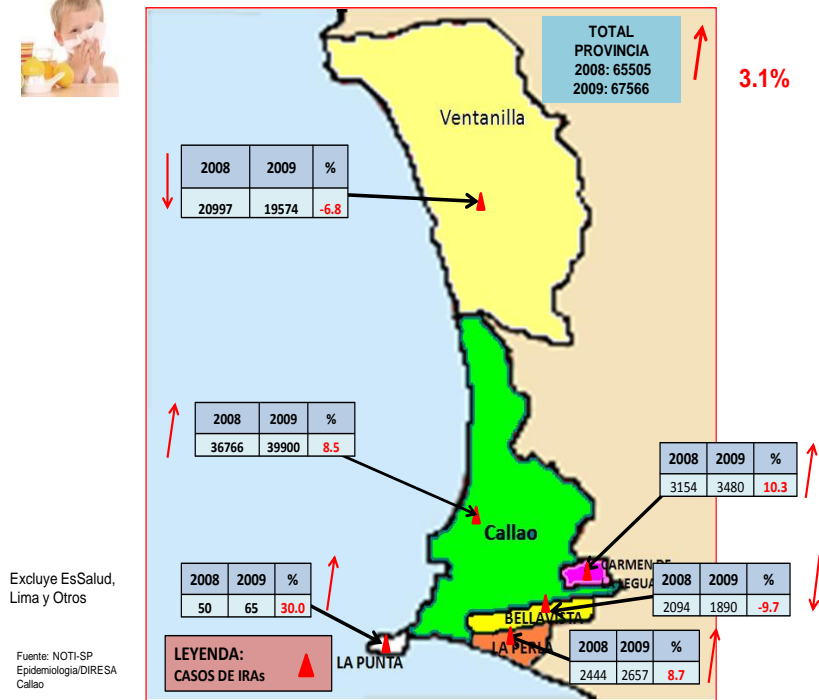 TOTAL
PROVINCIA
2008: 65505
2009: 67566
3.1%
Ventanilla
2008 2009 %
20997 19574 -6.8
2008 2009 %
36766 39900 8.5
2008 2009 %
3154 3480 10.3
Callao
CARMEN DE
LEGUA
2008 2009 %
50 65 30.0
2008 2009 %
2094 1890 -9.7
BELLAVISTA
LA PERLA
2008 2009 %
2444 2657 8.7
LA PUNTA
LEYENDA:
CASOS DE IRAs
Excluye EsSalud,
Lima y Otros
Fuente: NOTI-SP
Epidemiologia/DIRESA
Callao